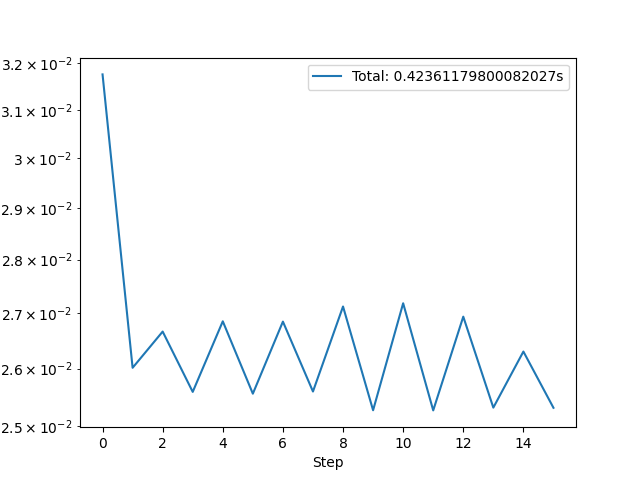 Total: 0.42361179800082027s
3.2 × 10⁻²
3.1 × 10⁻²
3 × 10⁻²
2.9 × 10⁻²
2.8 × 10⁻²
2.7 × 10⁻²
2.6 × 10⁻²
2.5 × 10⁻²
0 2 4 6 8 10 12 14
Step